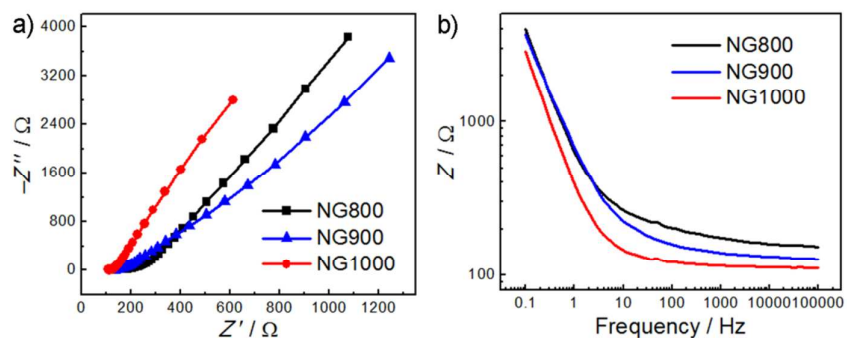 a)
4000
3200
2400
1600
800
0
–Z″ / Ω
NG800
NG900
NG1000
0 200 400 600 800 1000 1200
Z′ / Ω
b)
1000
100
Z / Ω
NG800
NG900
NG1000
0.1 1 10 100 1000 10000 100000
Frequency / Hz